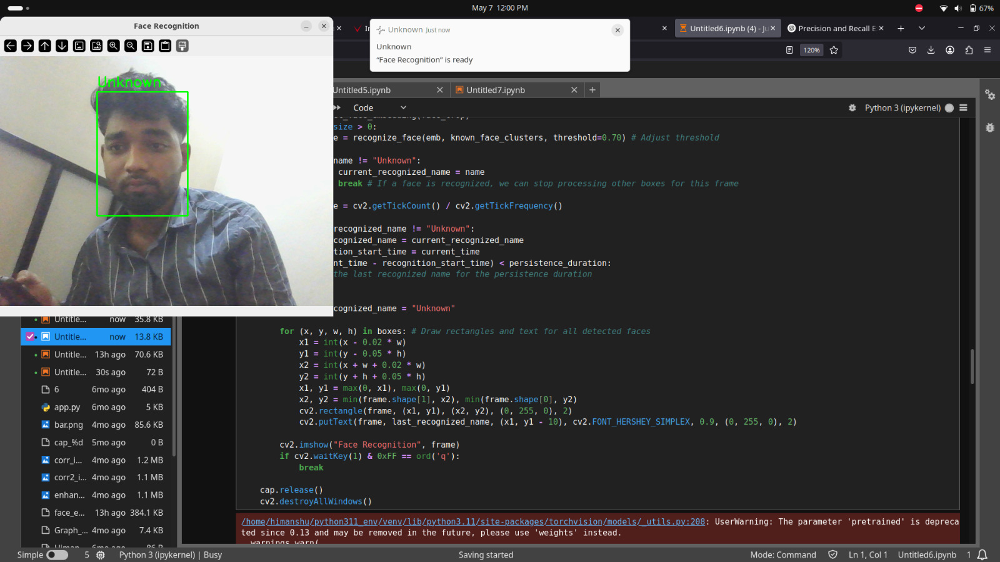 May 7 12:00 PM
67%
Face Recognition
Unknown
Unknown Just now
Unknown
“Face Recognition” is ready
Untitled6.ipynb (4) - Ju
Precision and Recall E
120%
Untitled5.ipynb
Untitled7.ipynb
Code
Python 3 (ipykernel)
size > 0:
e = recognize_face(emb, known_face_clusters, threshold=0.70) # Adjust threshold
name != "Unknown":
current_recognized_name = name
break # If a face is recognized, we can stop processing other boxes for this frame
e = cv2.getTickCount() / cv2.getTickFrequency()
recognized_name != "Unknown":
cognized_name = current_recognized_name
tion_start_time = current_time
nt_time - recognition_start_time) < persistence_duration:
the last recognized name for the persistence duration
cognized_name = "Unknown"
for (x, y, w, h) in boxes: # Draw rectangles and text for all detected faces
x1 = int(x - 0.02 * w)
y1 = int(y - 0.05 * h)
x2 = int(x + w + 0.02 * w)
y2 = int(y + h + 0.05 * h)
x1, y1 = max(0, x1), max(0, y1)
x2, y2 = min(frame.shape[1], x2), min(frame.shape[0], y2)
cv2.rectangle(frame, (x1, y1), (x2, y2), (0, 255, 0), 2)
cv2.putText(frame, last_recognized_name, (x1, y1 - 10), cv2.FONT_HERSHEY_SIMPLEX, 0.9, (0, 255, 0), 2)
cv2.imshow("Face Recognition", frame)
if cv2.waitKey(1) & 0xFF == ord('q'):
break
cap.release()
cv2.destroyAllWindows()
/home/himanshu/python311_env/venv/lib/python3.11/site-packages/torchvision/models/_utils.py:208: UserWarning: The parameter 'pretrained' is depreca
ted since 0.13 and may be removed in the future, please use 'weights' instead.
warnings.warn(
Untitle... now 35.8 KB
Untitle... now 13.8 KB
Untitle... 13h ago 70.6 KB
Untitle... 30s ago 72 B
6 6mo ago 404 B
app.py 6mo ago 5 KB
bar.png 4mo ago 85.6 KB
cap_%d 5mo ago 0 B
corr_i... 4mo ago 1.2 MB
corr2_i... 4mo ago 1.1 MB
enhan... 4mo ago 1.1 MB
face_e... 13h ago 384.1 KB
Graph_... 4mo ago 7.4 KB
Himan... 6mo ago 86 B
Simple 5 Python 3 (ipykernel) | Busy Saving started Mode: Command Ln 1, Col 1 Untitled6.ipynb 1